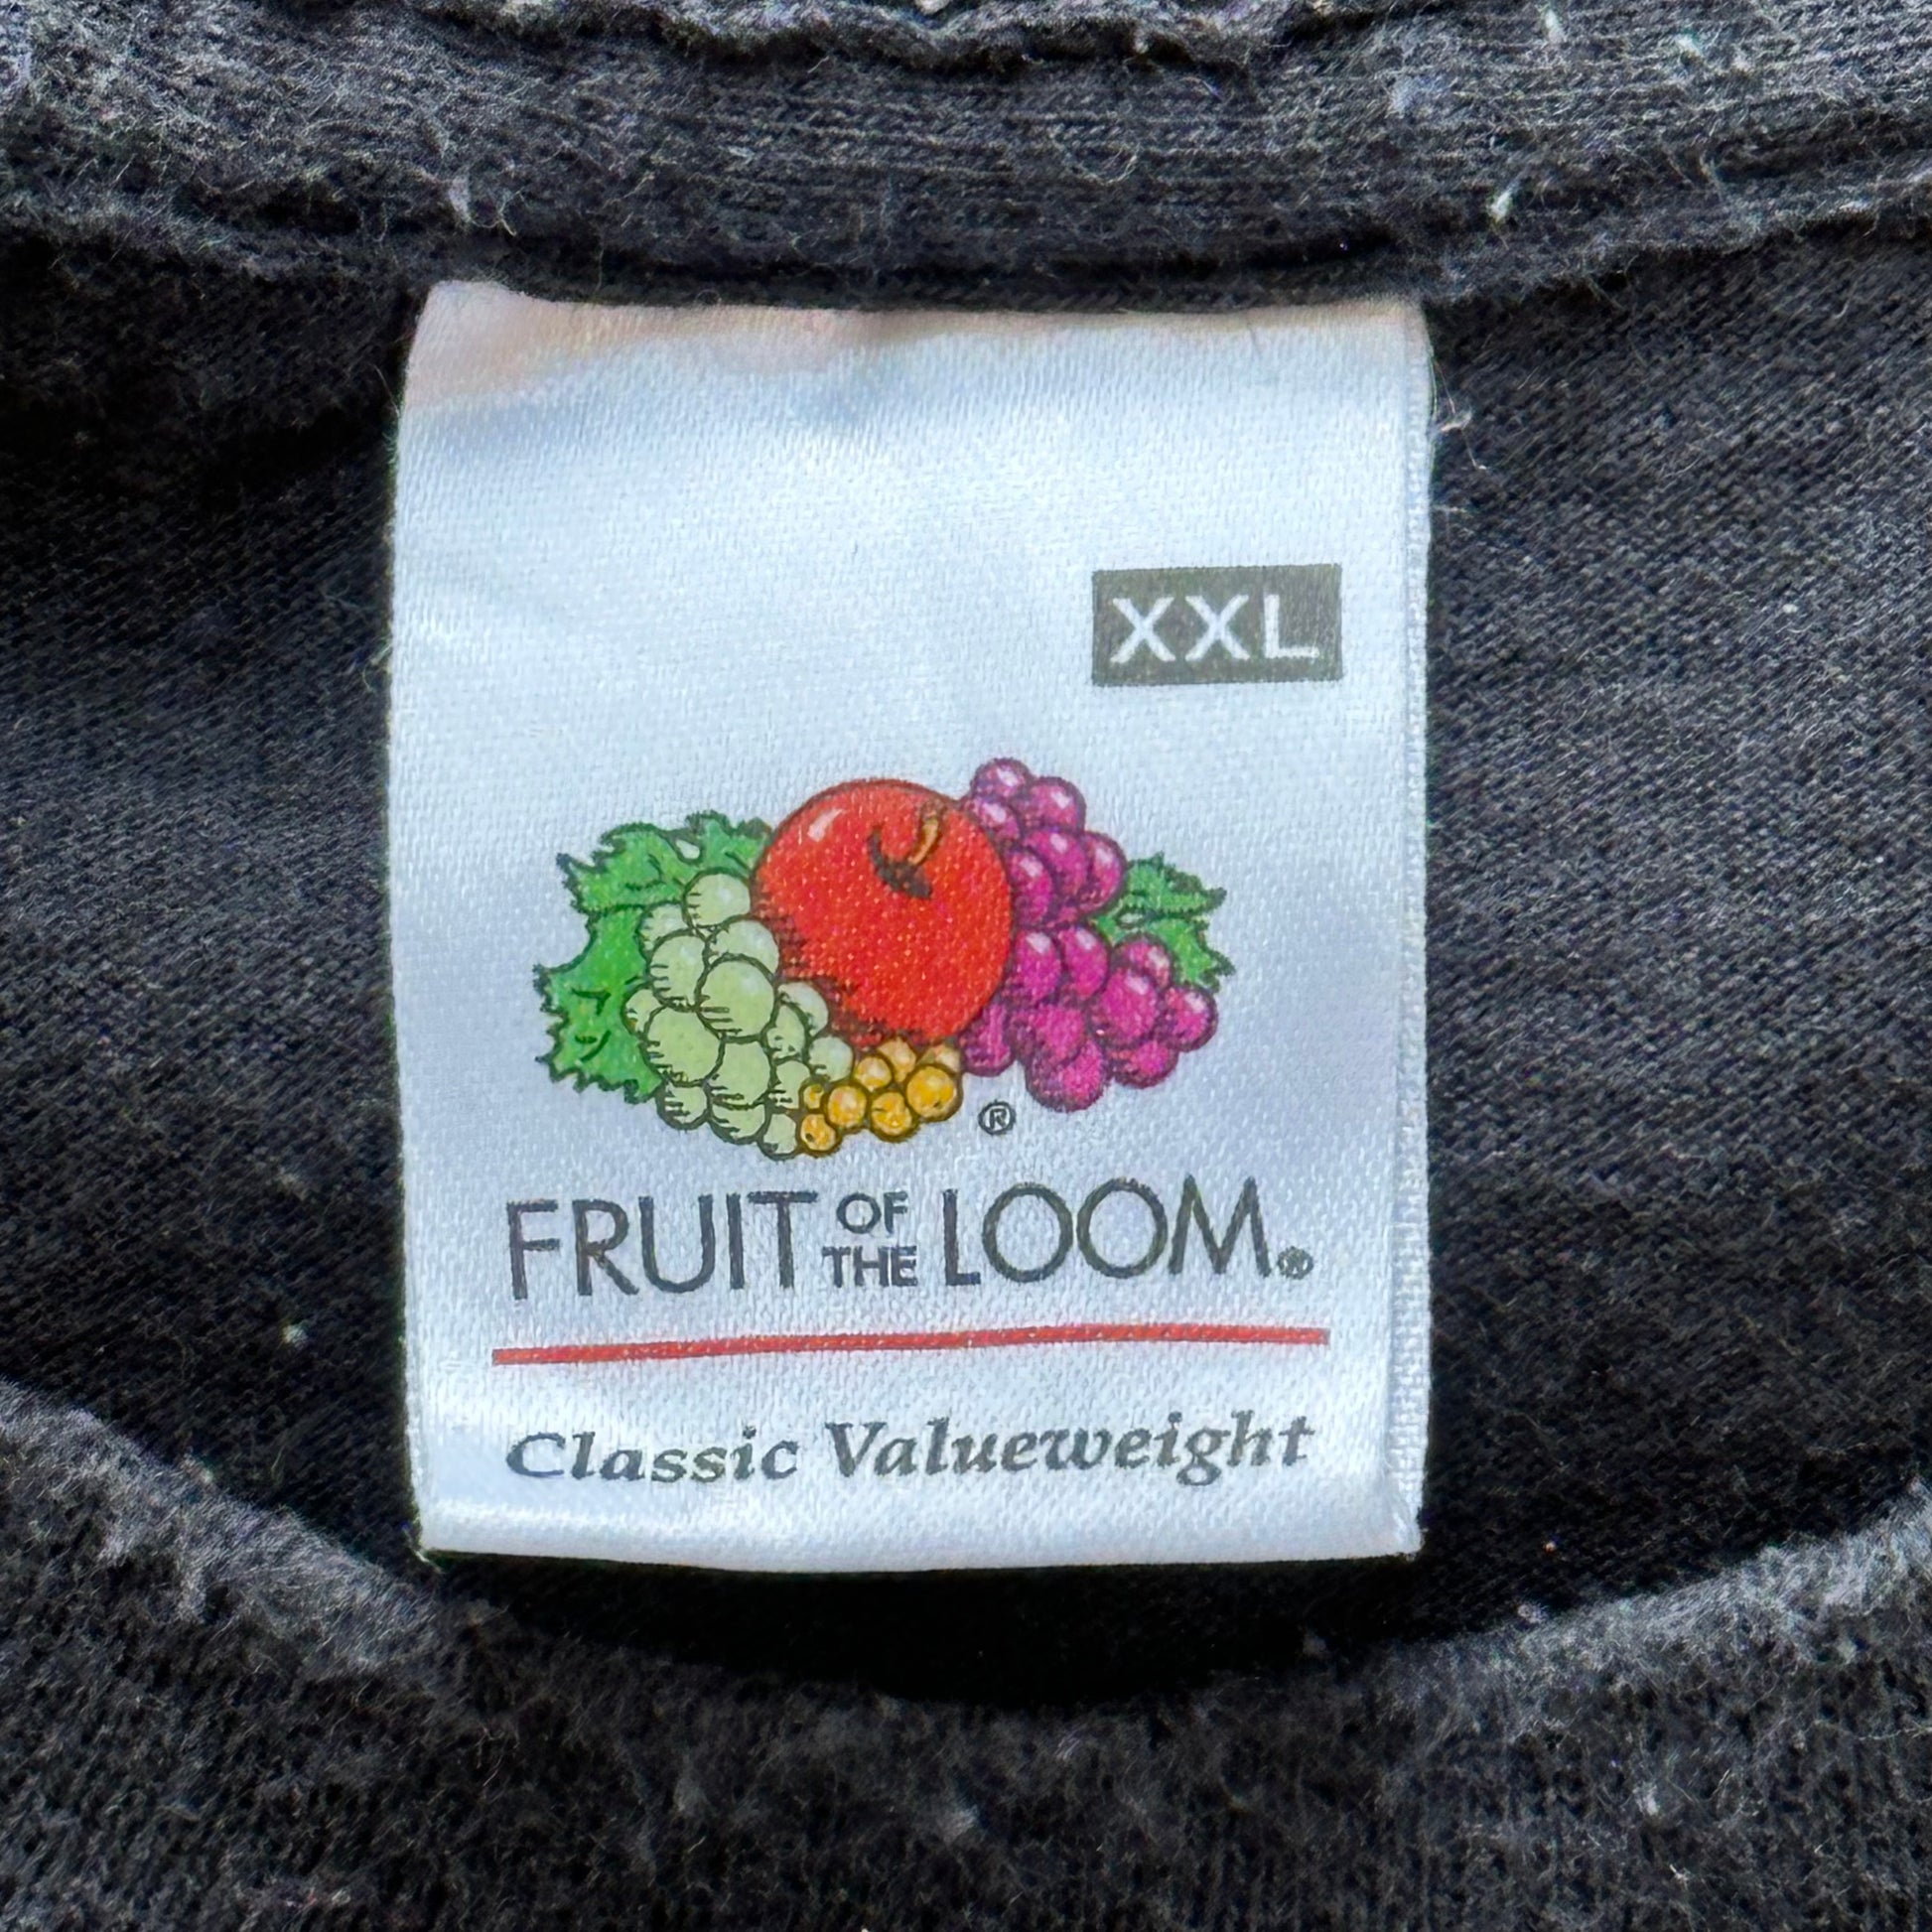 XXL
®
FRUIT OF THE LOOM®
Classic Valueweight